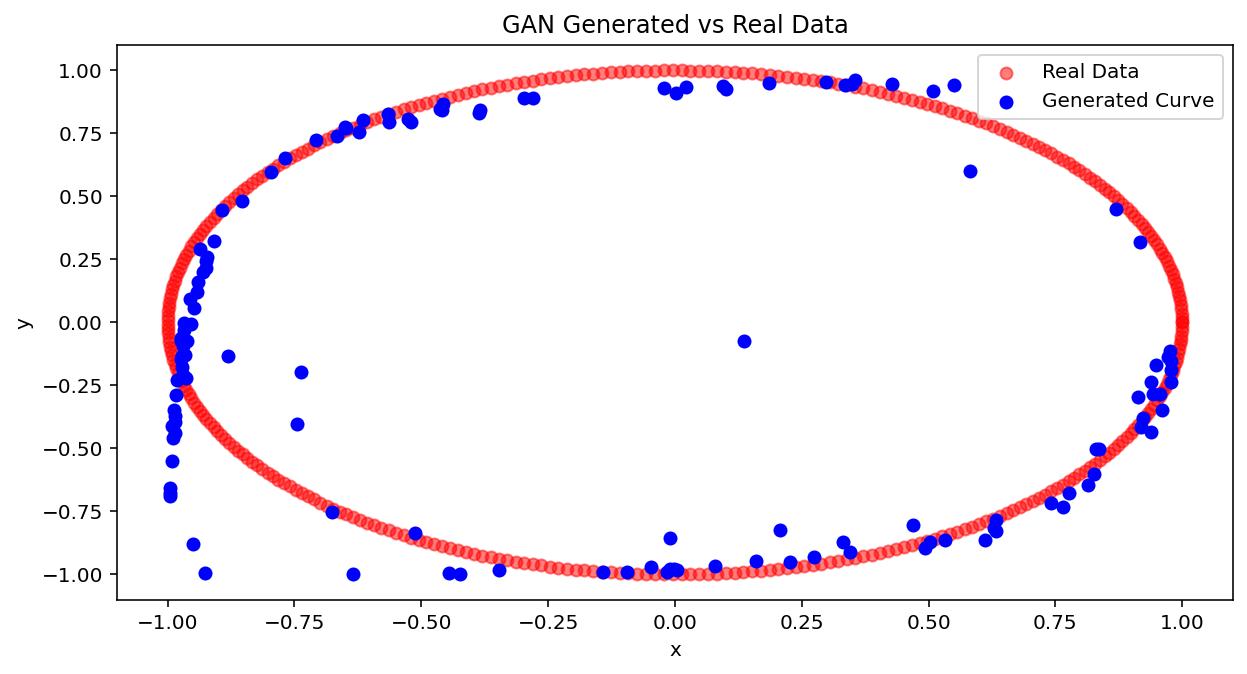 GAN Generated vs Real Data
Real Data
Generated Curve
1.00
0.75
0.50
0.25
0.00
−0.25
−0.50
−0.75
−1.00
y
−1.00 −0.75 −0.50 −0.25 0.00 0.25 0.50 0.75 1.00
x